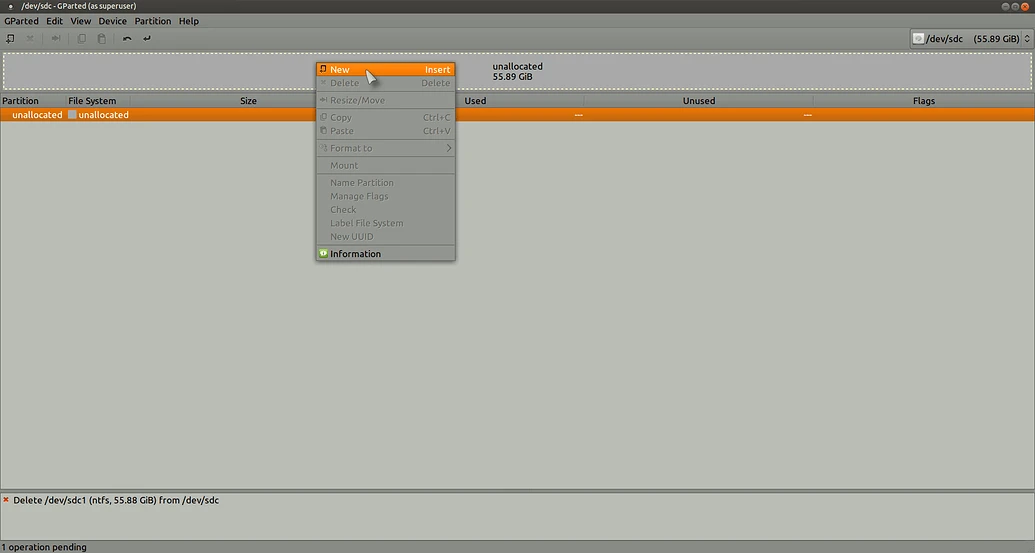 /dev/sdc - GParted (as superuser)
GParted Edit View Device Partition Help
/dev/sdc (55.89 GiB)
unallocated
55.89 GiB
Partition File System Size Used Unused Flags
unallocated unallocated --- ---
New Insert
Delete Delete
Resize/Move
Copy Ctrl+C
Paste Ctrl+V
Format to
Mount
Name Partition
Manage Flags
Check
Label File System
New UUID
Information
Delete /dev/sdc1 (ntfs, 55.88 GiB) from /dev/sdc
1 operation pending